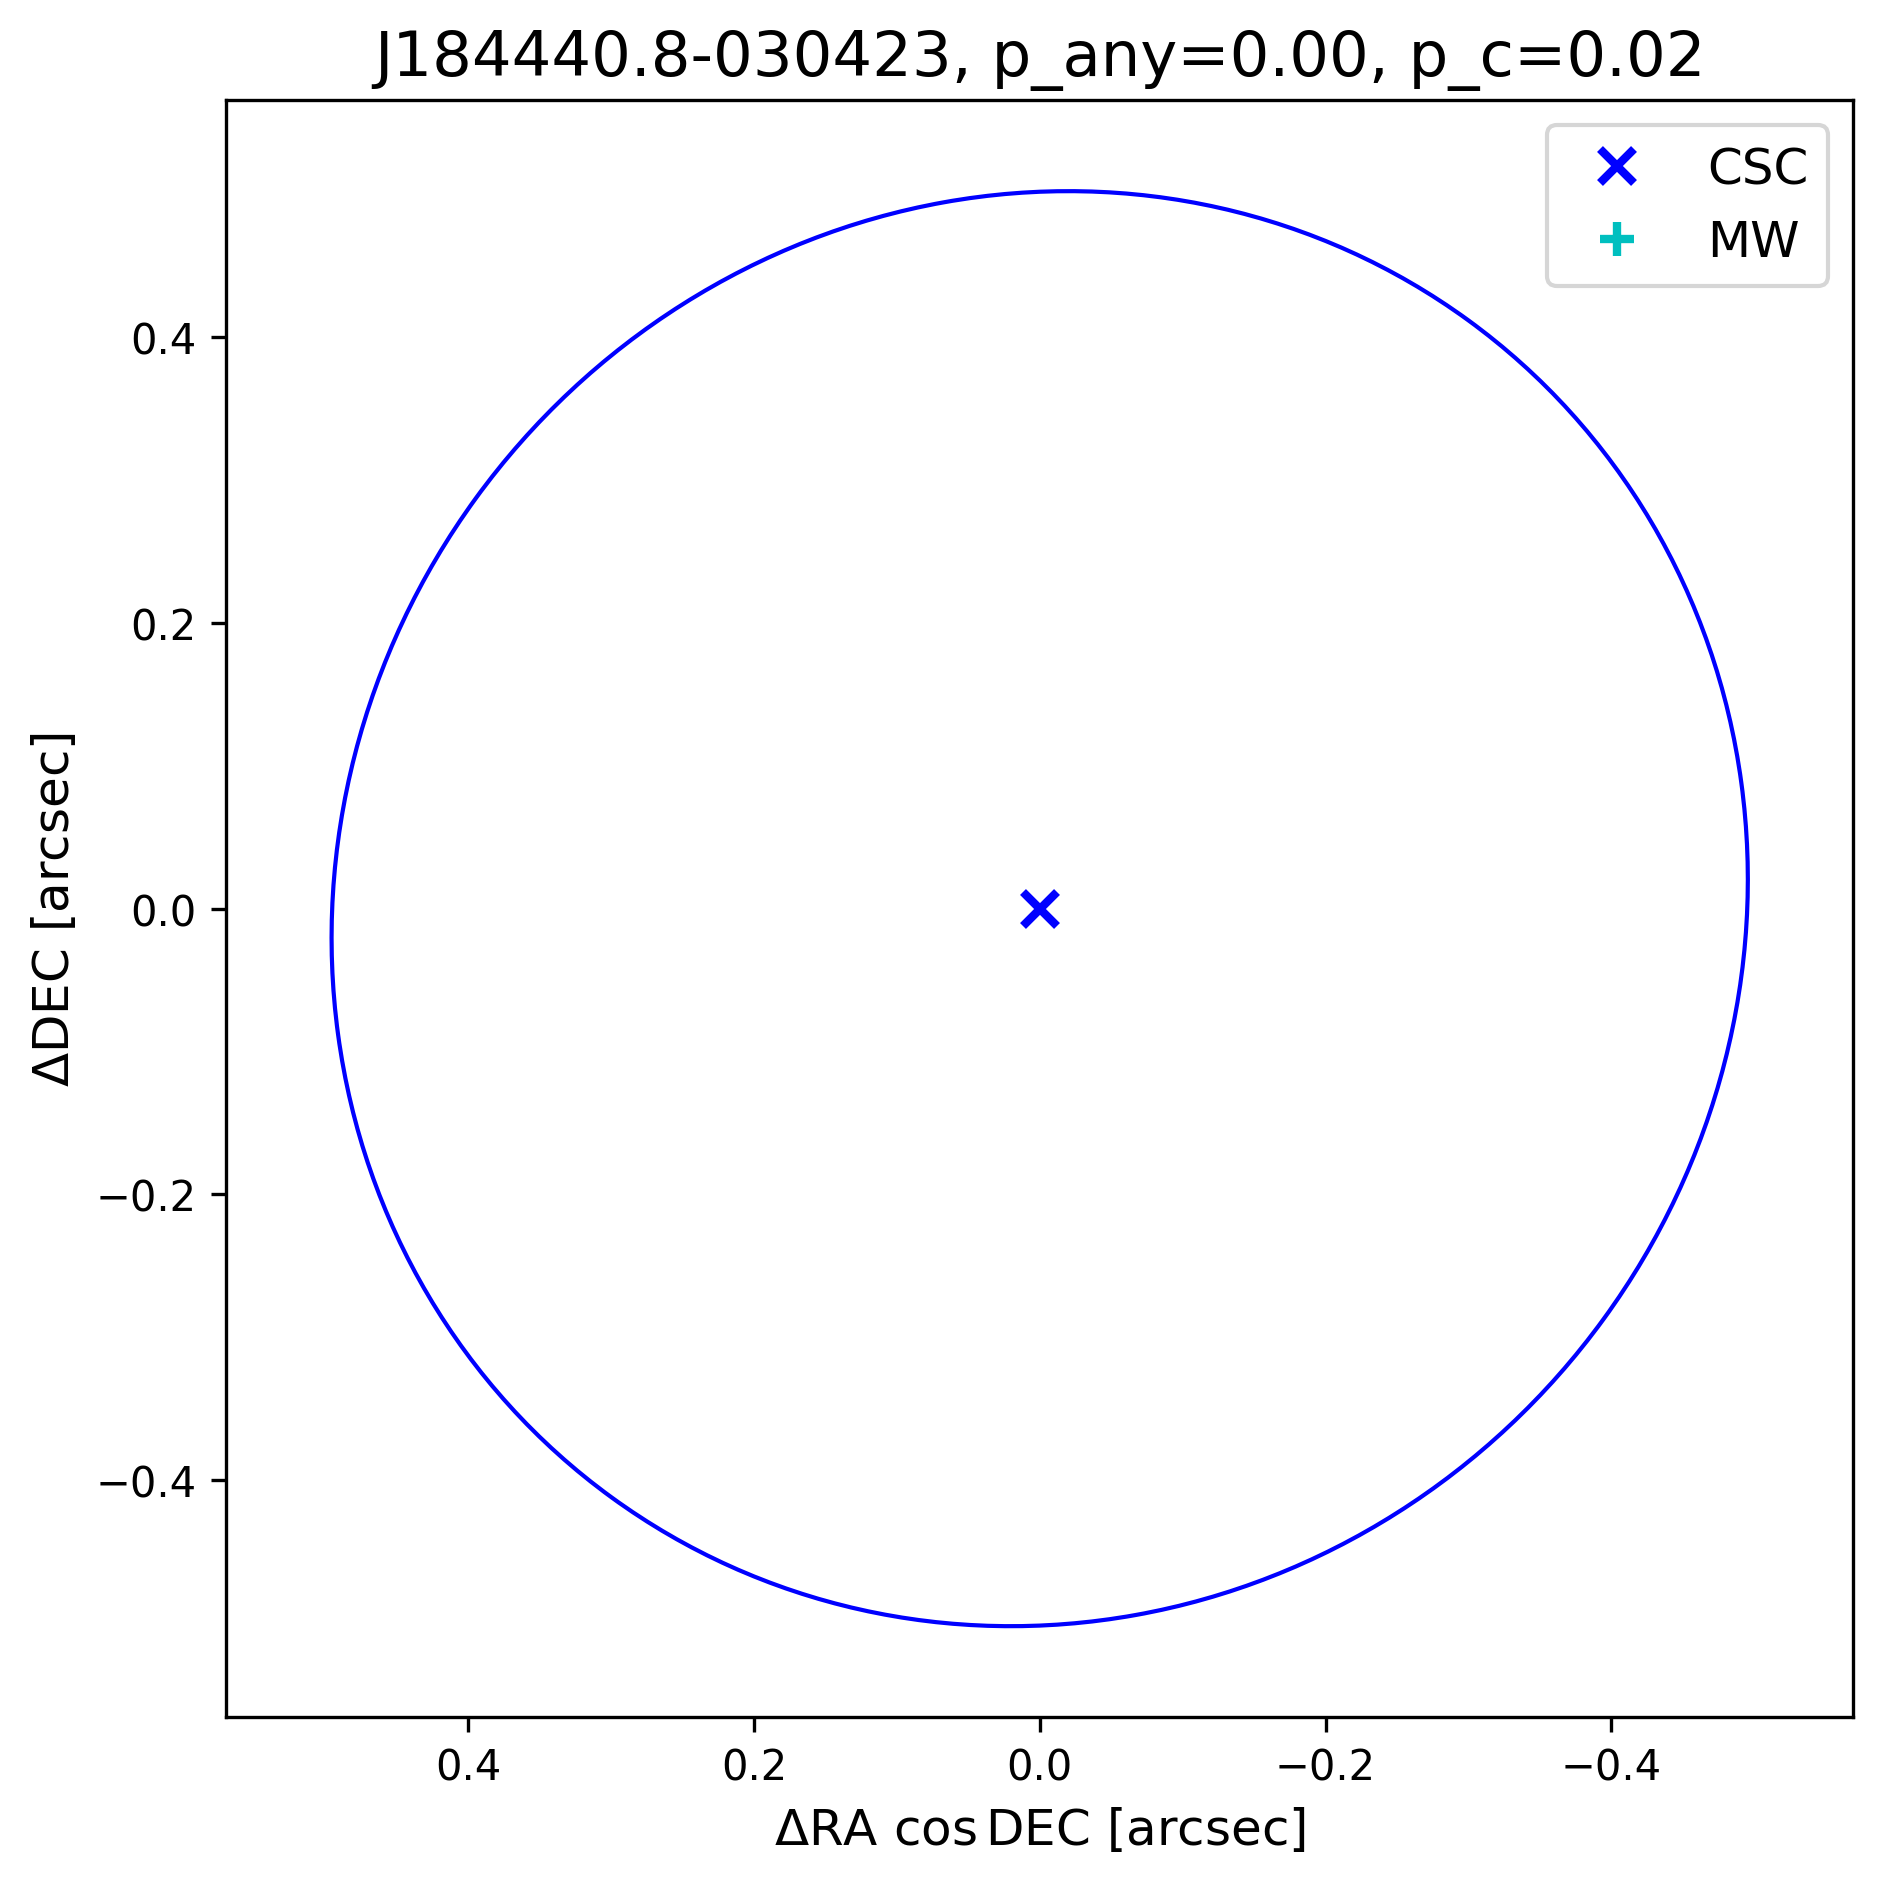 J184440.8-030423, p_any=0.00, p_c=0.02
CSC
MW
0.4
0.2
0.0
−0.2
−0.4
ΔDEC [arcsec]
0.4 0.2 0.0 −0.2 −0.4
ΔRA cos DEC [arcsec]